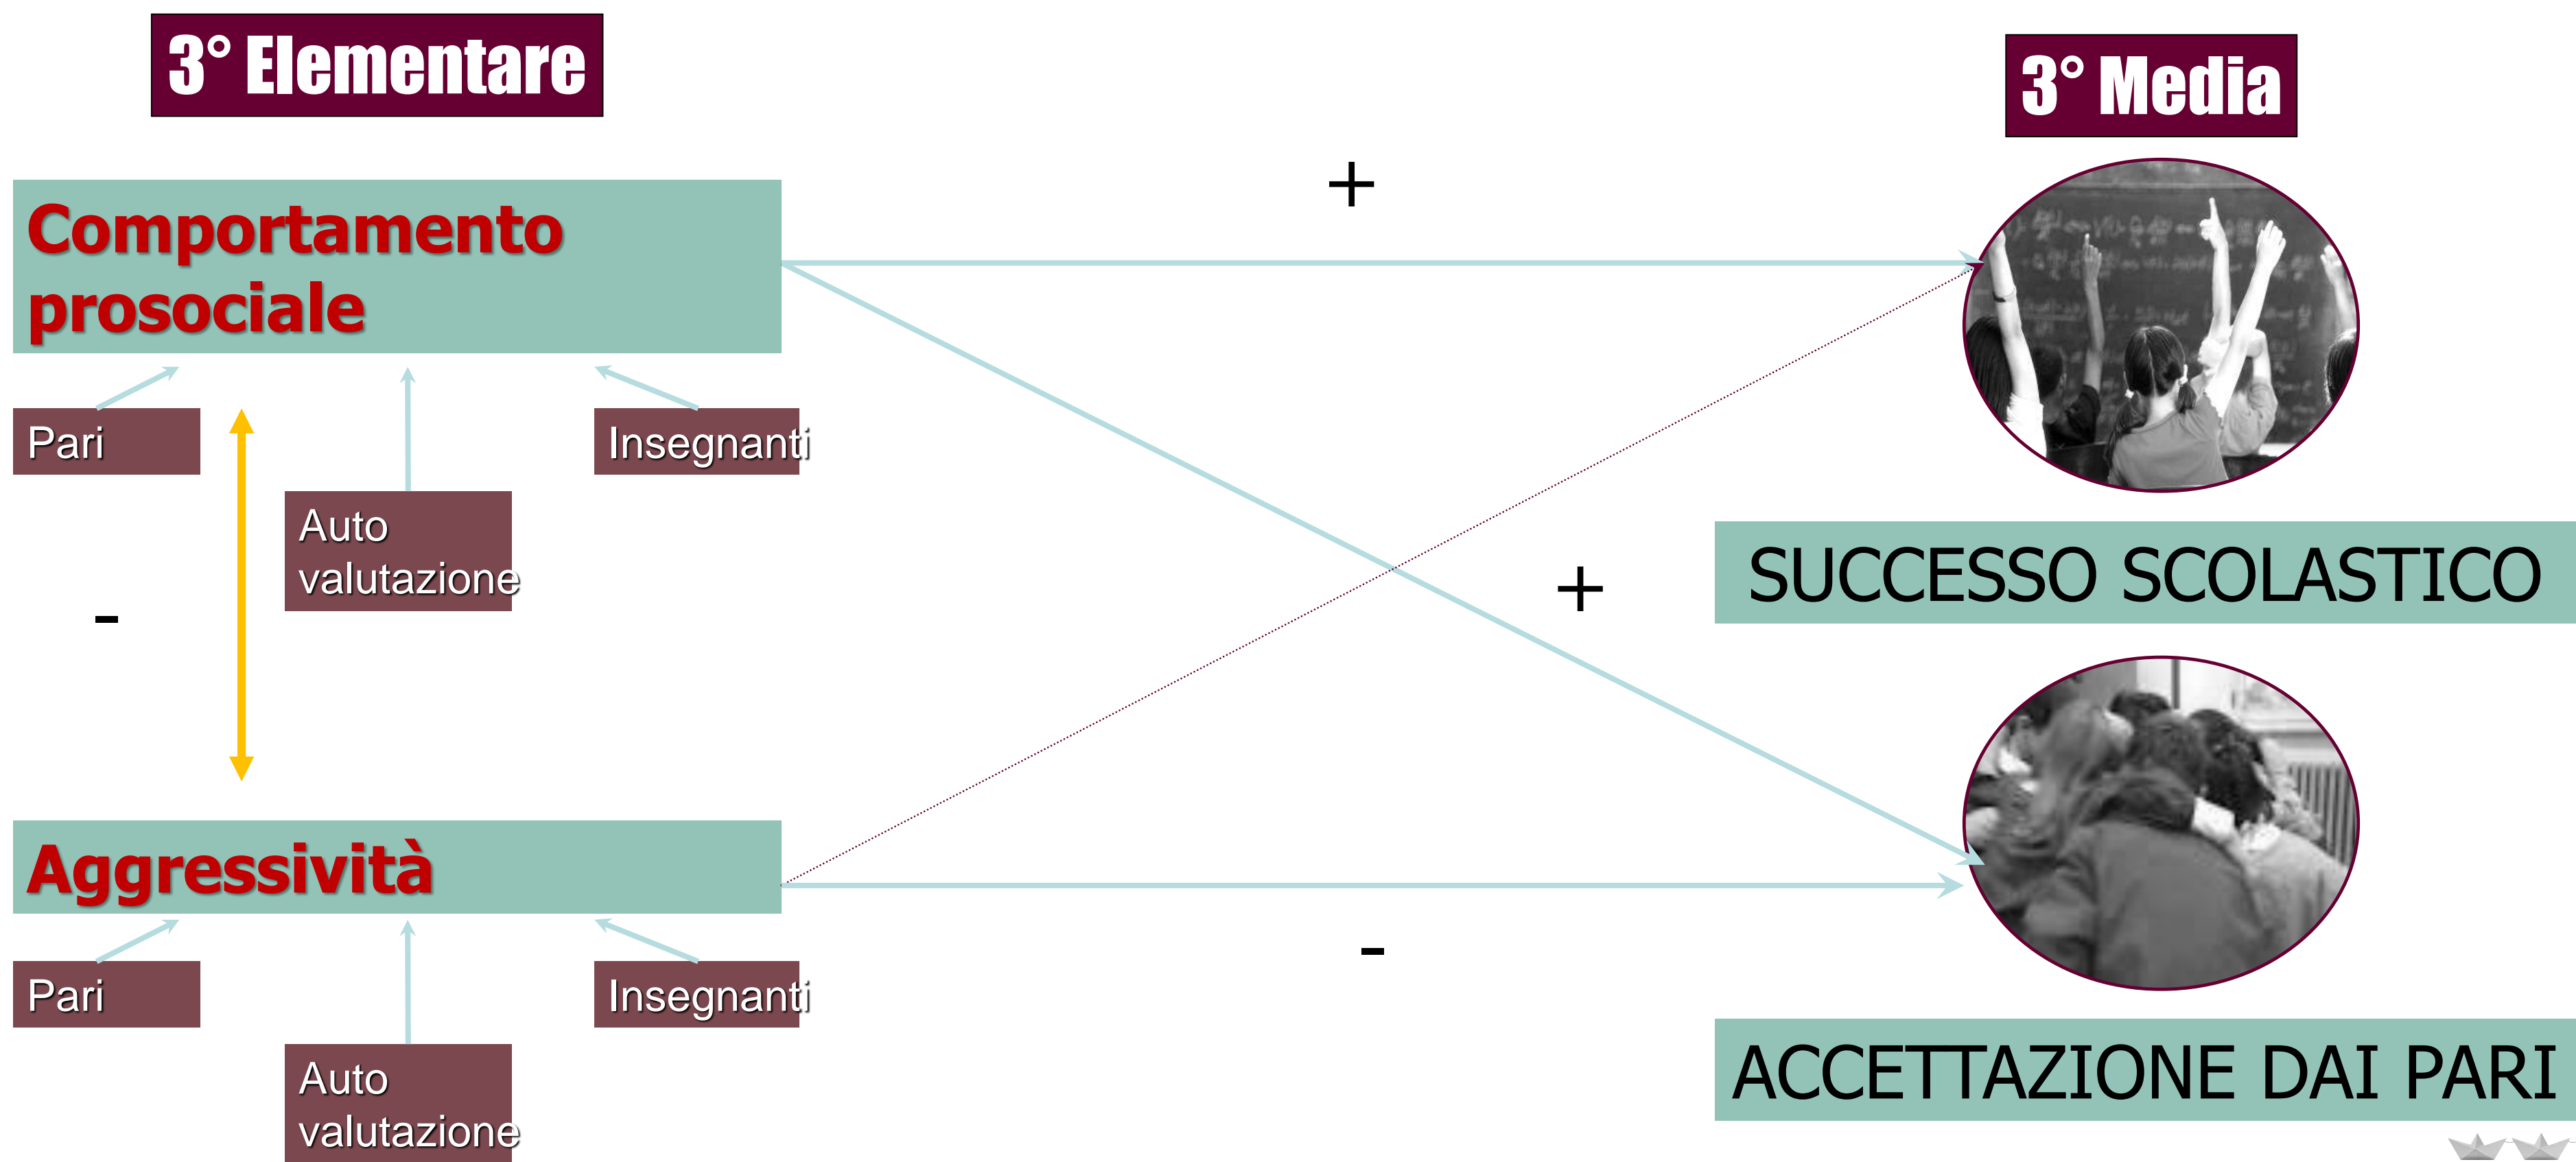 3° Elementare
3° Media
+
Comportamento
prosociale
Pari
Insegnanti
Auto
valutazione
-
+
SUCCESSO SCOLASTICO
Aggressività
-
Pari
Insegnanti
Auto
valutazione
ACCETTAZIONE DAI PARI